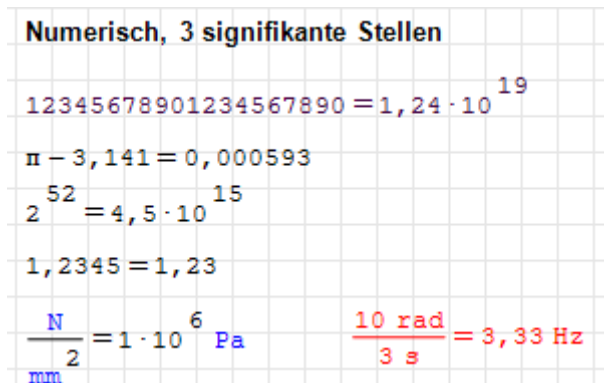 Numerisch, 3 signifikante Stellen
12345678901234567890 = 1,24 · 10^19
π − 3,141 = 0,000593
2^52 = 4,5 · 10^15
1,2345 = 1,23
N/mm^2 = 1 · 10^6 Pa
10 rad/3 s = 3,33 Hz